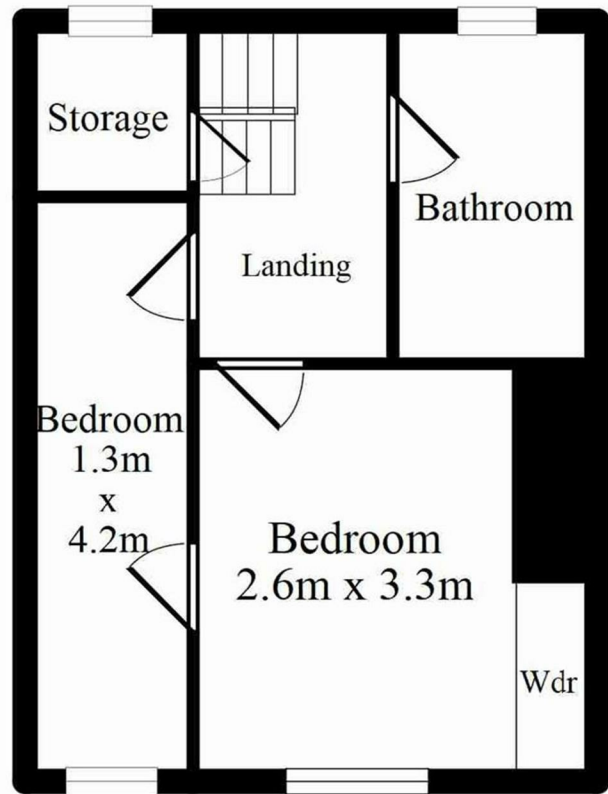 Storage
Bathroom
Landing
Bedroom
1.3m
x
4.2m
Bedroom
2.6m x 3.3m
Wdr